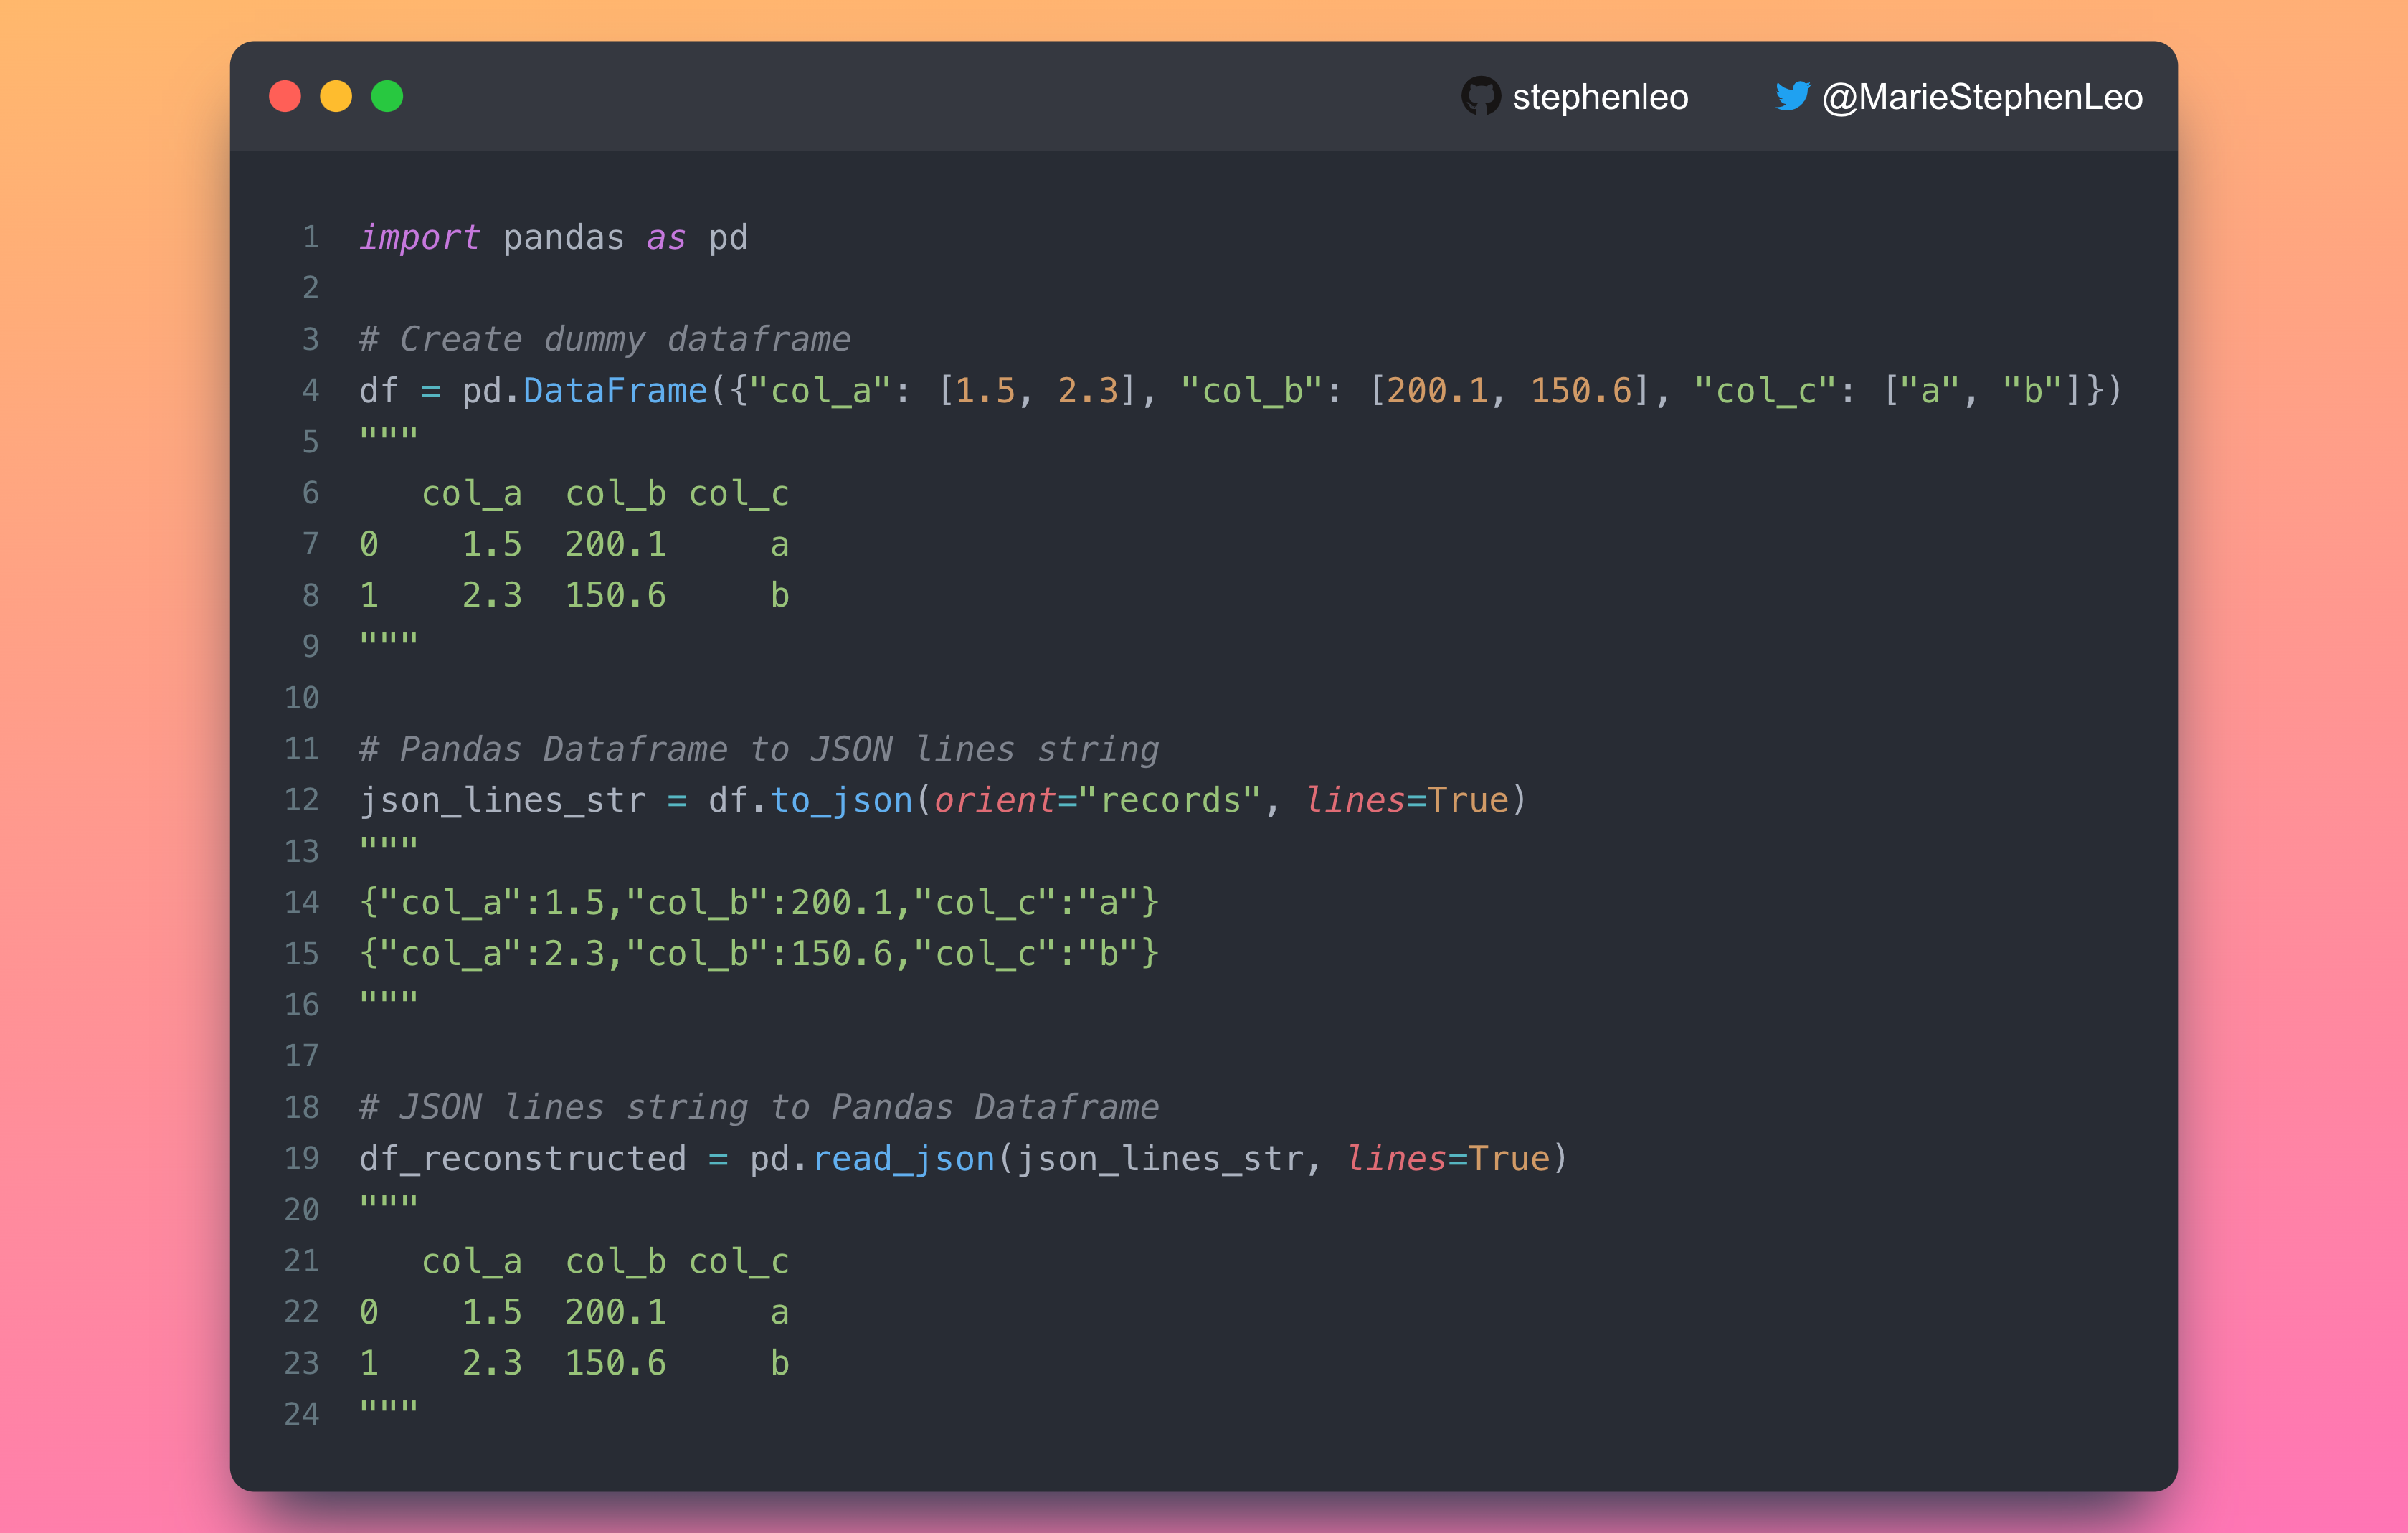 stephenleo @MarieStephenLeo
1 import pandas as pd
2
3 # Create dummy dataframe
4 df = pd.DataFrame({"col_a": [1.5, 2.3], "col_b": [200.1, 150.6], "col_c": ["a", "b"]})
5 """
6    col_a  col_b col_c
7 0    1.5  200.1     a
8 1    2.3  150.6     b
9 """
10
11 # Pandas Dataframe to JSON lines string
12 json_lines_str = df.to_json(orient="records", lines=True)
13 """
14 {"col_a":1.5,"col_b":200.1,"col_c":"a"}
15 {"col_a":2.3,"col_b":150.6,"col_c":"b"}
16 """
17
18 # JSON lines string to Pandas Dataframe
19 df_reconstructed = pd.read_json(json_lines_str, lines=True)
20 """
21    col_a  col_b col_c
22 0    1.5  200.1     a
23 1    2.3  150.6     b
24 """